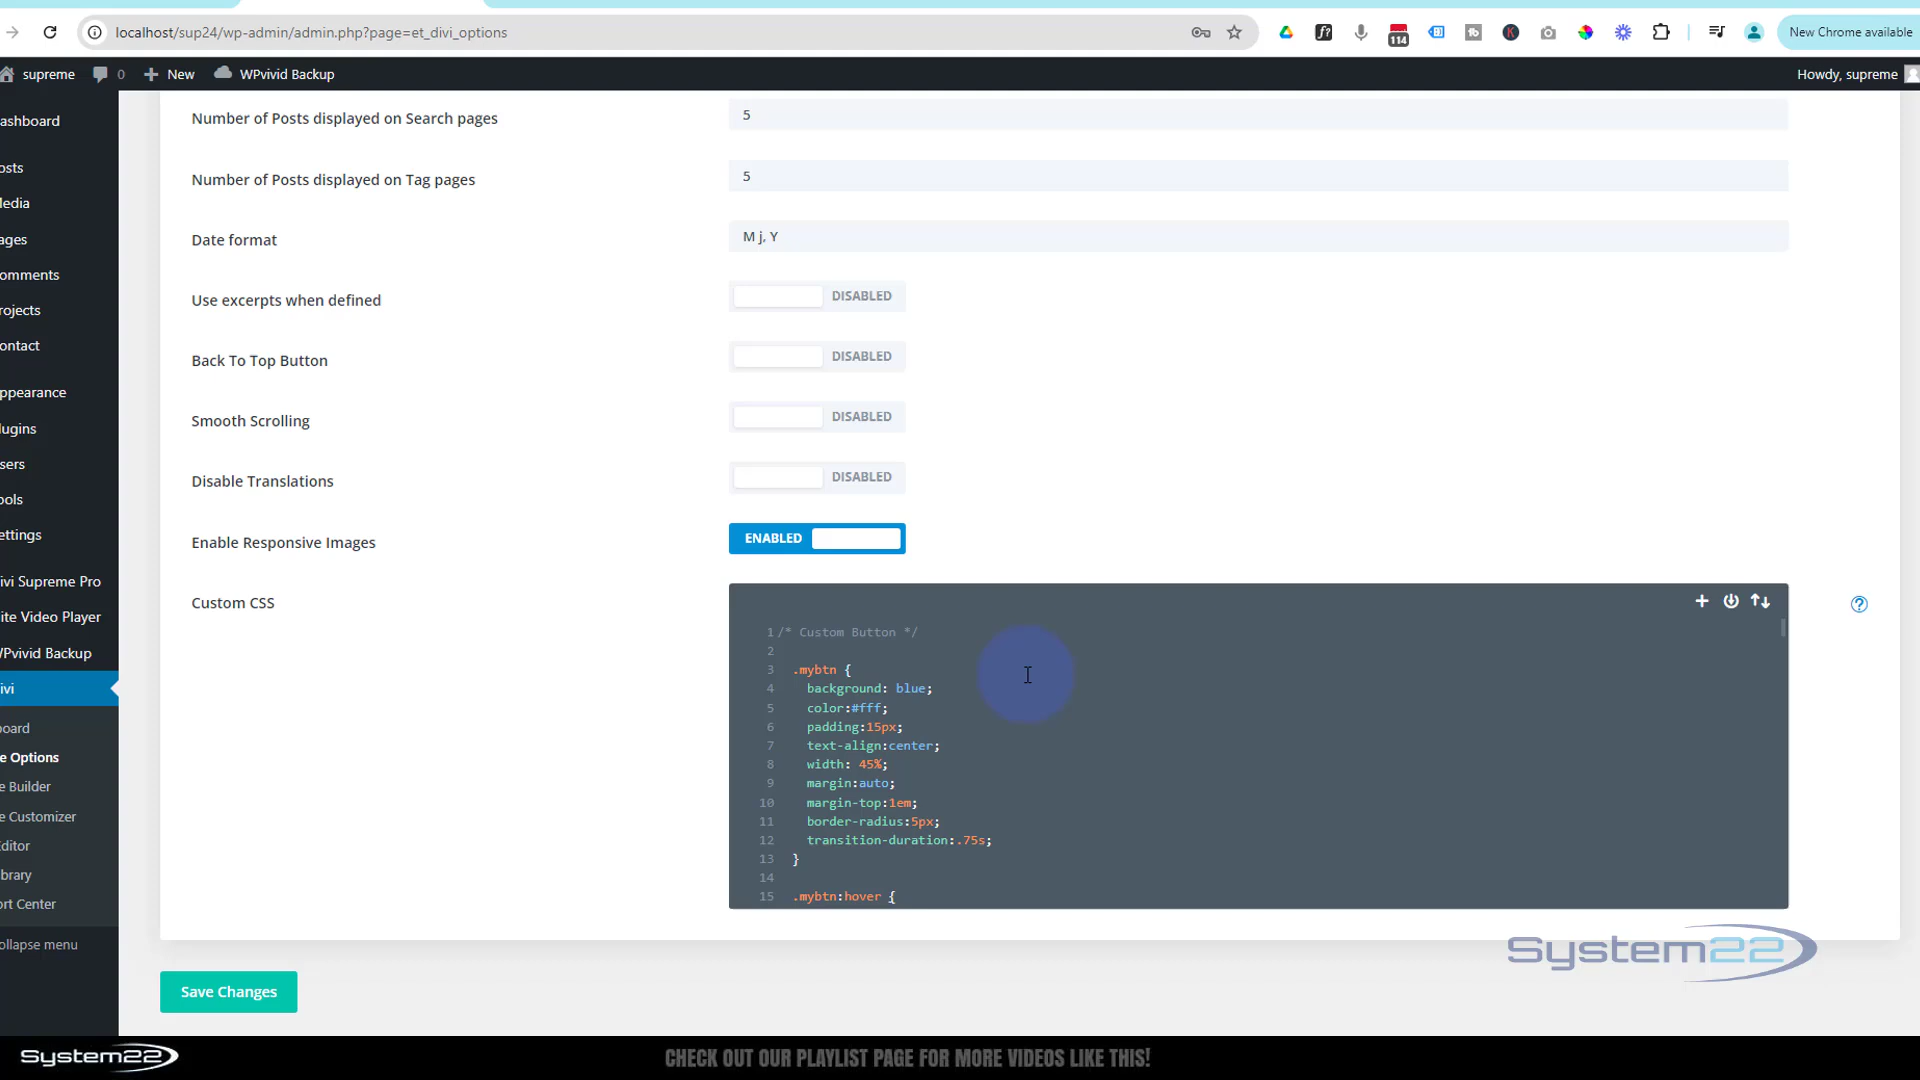 localhost/sup24/wp-admin/admin.php?page=et_divi_options
114
New Chrome available
supreme
0
New
WPvivid Backup
Howdy, supreme
ashboard
osts
Media
ages
omments
rojects
ontact
ppearance
lugins
sers
ools
ettings
ivi Supreme Pro
ite Video Player
WPvivid Backup
ivi
board
e Options
e Builder
e Customizer
Editor
brary
ort Center
ollapse menu
Number of Posts displayed on Search pages
5
Number of Posts displayed on Tag pages
5
Date format
M j, Y
Use excerpts when defined
DISABLED
Back To Top Button
DISABLED
Smooth Scrolling
DISABLED
Disable Translations
DISABLED
Enable Responsive Images
ENABLED
Custom CSS
1 /* Custom Button */
2
3 .mybtn {
4 background: blue;
5 color:#fff;
6 padding:15px;
7 text-align:center;
8 width: 45%;
9 margin:auto;
10 margin-top:1em;
11 border-radius:5px;
12 transition-duration:.75s;
13 }
14
15 .mybtn:hover {
System22
Save Changes
System22
CHECK OUT OUR PLAYLIST PAGE FOR MORE VIDEOS LIKE THIS!